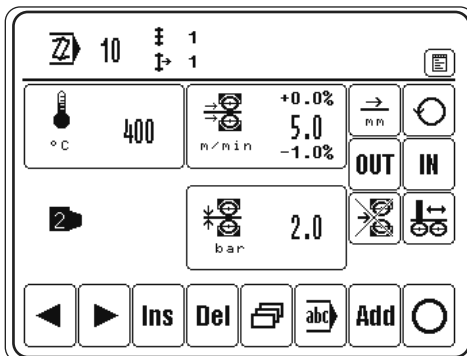 10 1
1
°C 400 m/min +0.0%
5.0
-1.0% mm
OUT IN
2 bar 2.0
Ins Del abc Add